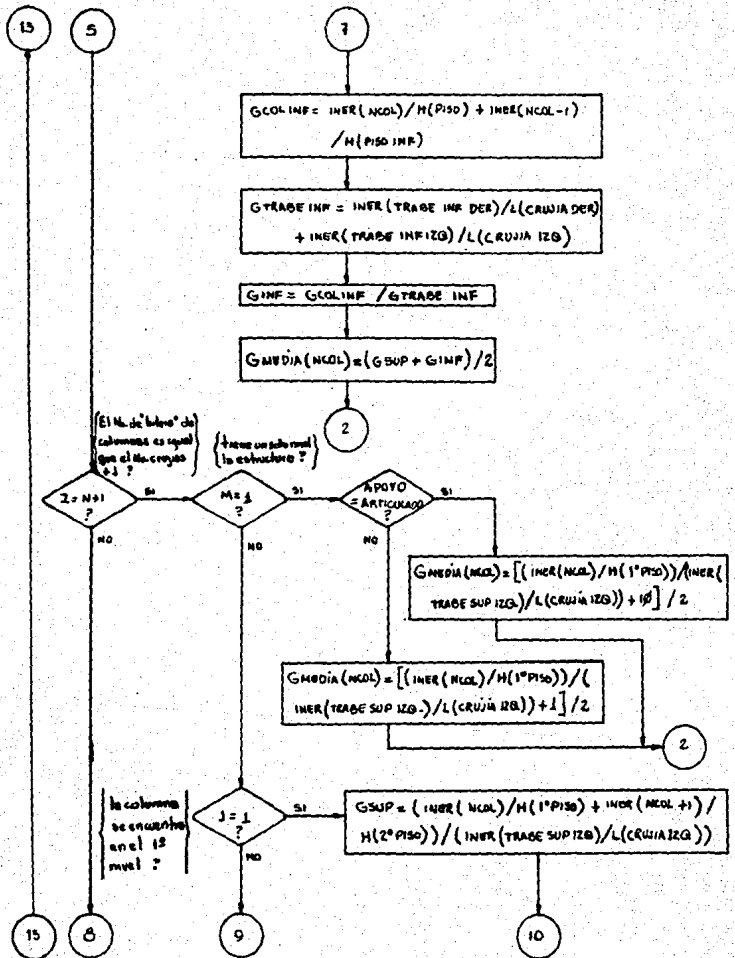 13
5
7
GCOL INF = INER(NCOL)/H(PISO) + INER(NCOL-1)
/H(PISO INF)
GTRABE INF = INER(TRABE INF DER)/L(CRUJIA DER)
+ INER(TRABE INF IZQ)/L(CRUJIA IZQ)
GINF = GCOLINF / GTRABE INF
GMEDIA(NCOL) = (GSUP + GINF)/2
2
El No. de
columnas es igual
que el No. crujias
+1 ?
tiene un solo nivel
la estructura ?
I = N+1
?
SI
NO
M = 1
?
SI
NO
APOYO
= ARTICULADO
?
SI
NO
GMEDIA(NCOL) = [(INER(NCOL)/H(1°PISO))/(INER(
TRABE SUP IZQ)/L(CRUJIA IZQ)) + 10] /2
GMEDIA(NCOL) = [(INER(NCOL)/H(1°PISO))/(
INER(TRABE SUP IZQ.)/L(CRUJIA IZQ)) + 1] /2
2
la columna
se encuentra
en el 1º
nivel ?
J = 1
?
SI
NO
GSUP = (INER(NCOL)/H(1°PISO) + INER(NCOL +1)/
H(2°PISO))/(INER(TRABE SUP IZQ)/L(CRUJIA IZQ))
13
8
9
10